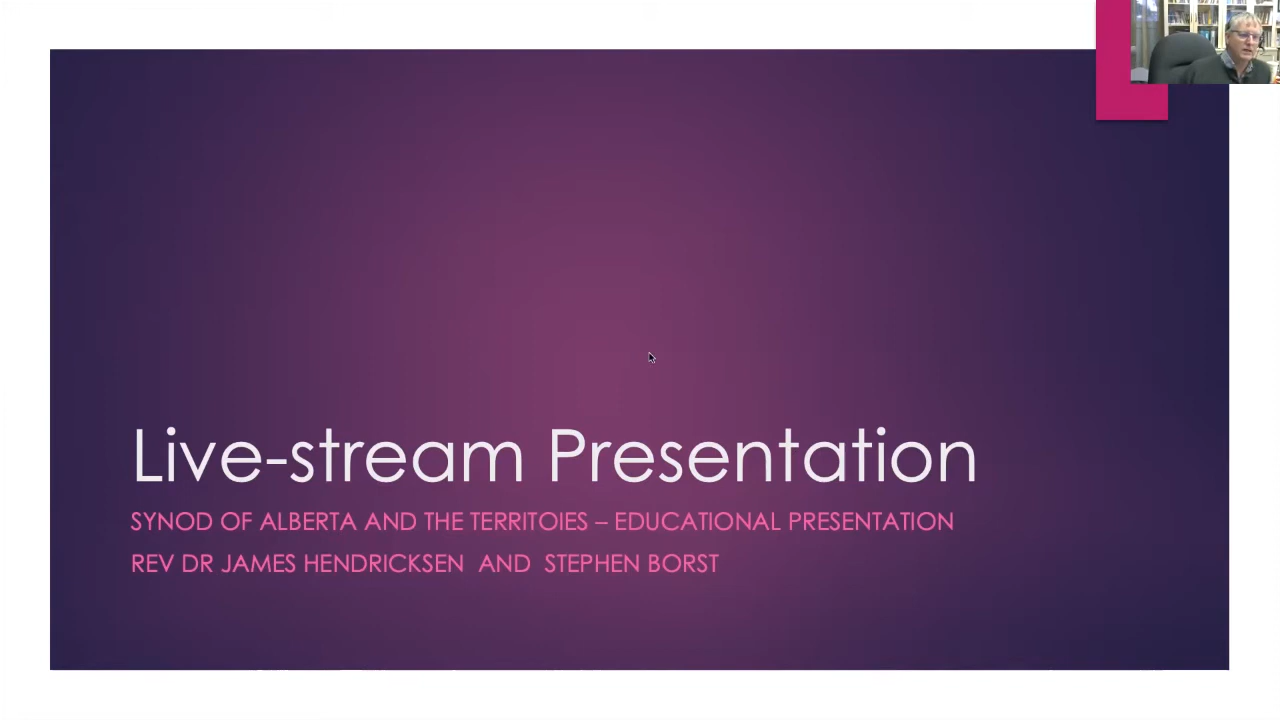 Live-stream Presentation
SYNOD OF ALBERTA AND THE TERRITOIES – EDUCATIONAL PRESENTATION
REV DR JAMES HENDRICKSEN AND STEPHEN BORST